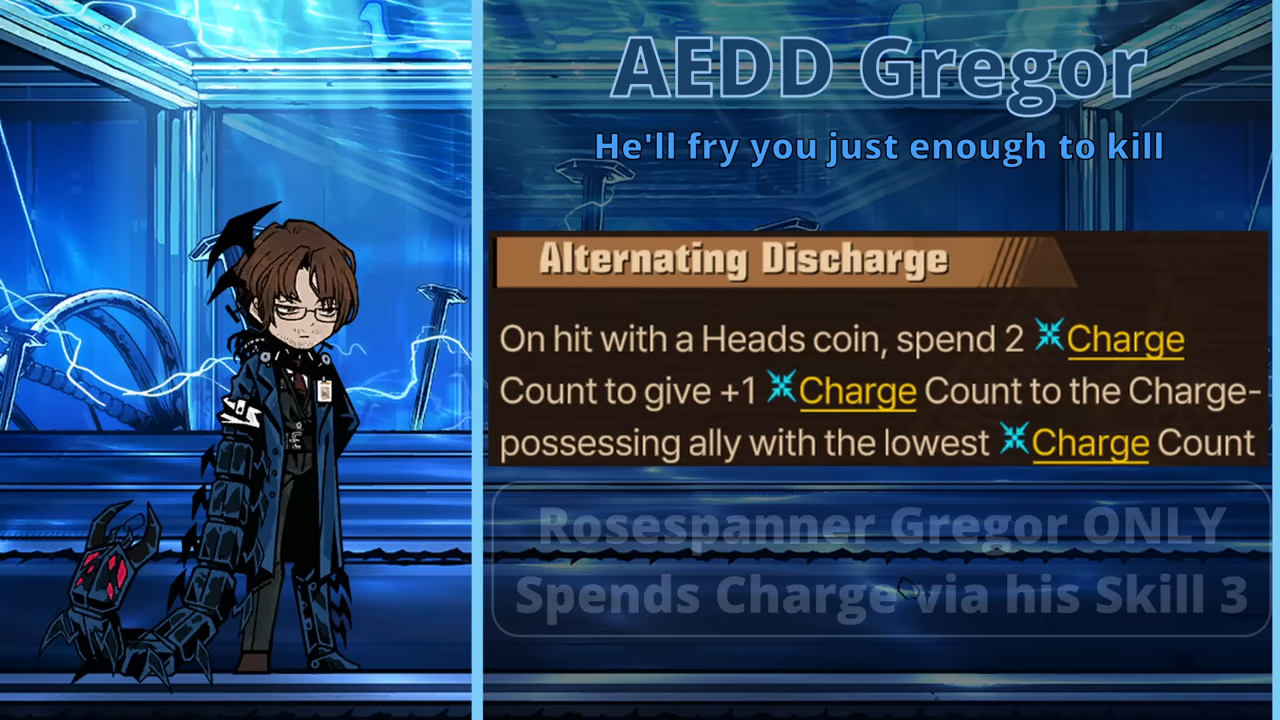 AEDD Gregor
He'll fry you just enough to kill
Alternating Discharge
On hit with a Heads coin, spend 2 Charge
Count to give +1 Charge Count to the Charge-
possessing ally with the lowest Charge Count
Rosespanner Gregor ONLY
Spends Charge via his Skill 3